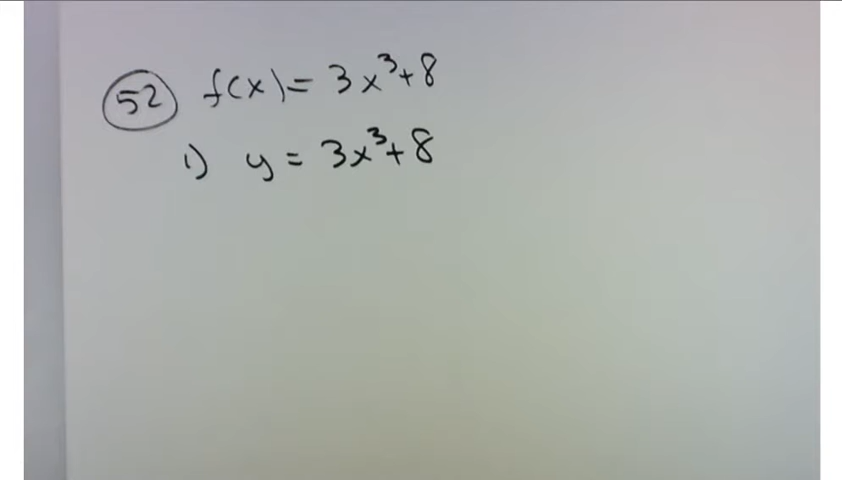 52 f(x) = 3x³+8
1) y = 3x³+8